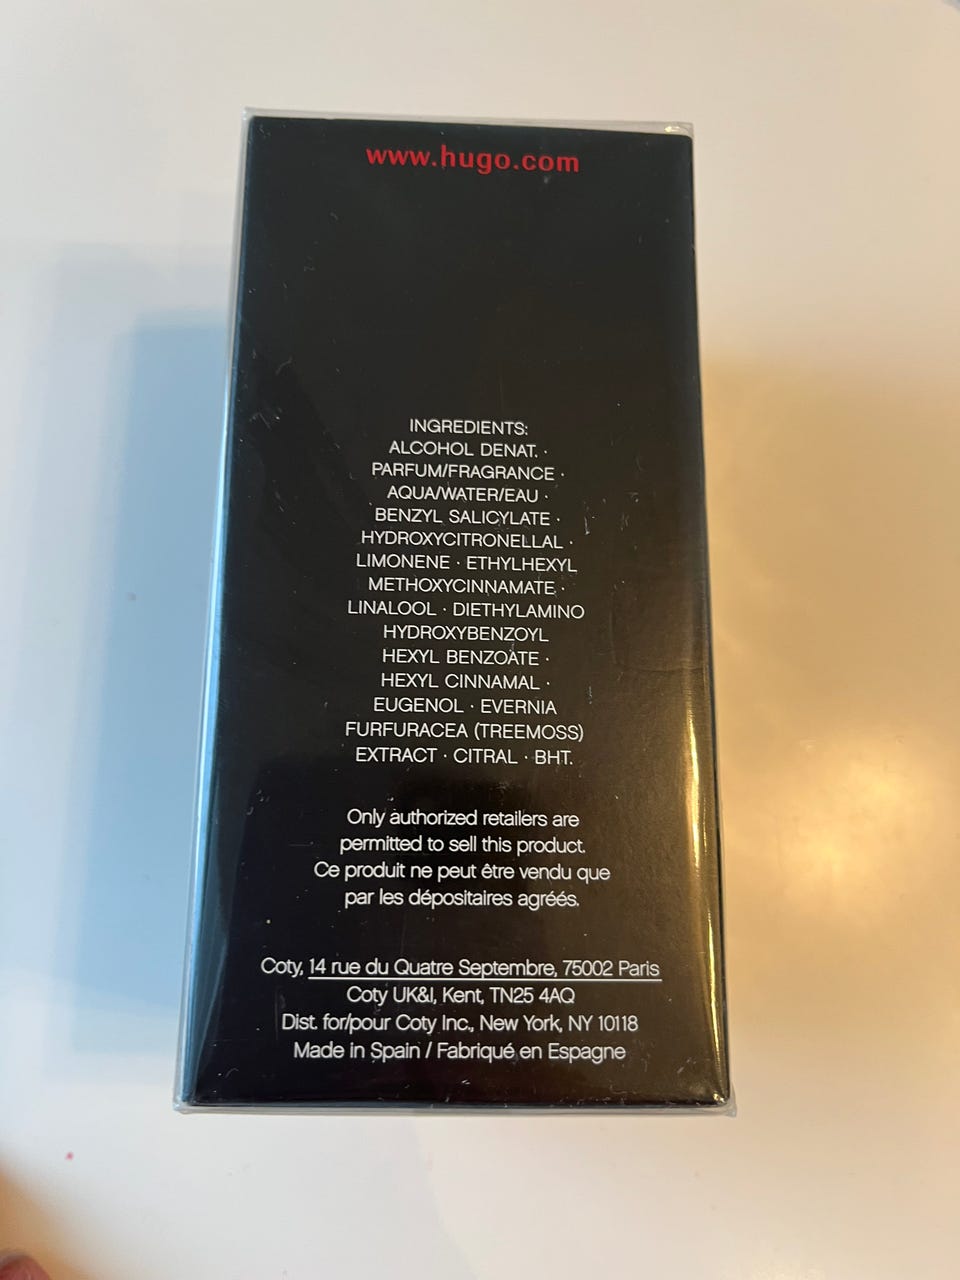 www.hugo.com
INGREDIENTS:
ALCOHOL DENAT. ·
PARFUM/FRAGRANCE ·
AQUA/WATER/EAU ·
BENZYL SALICYLATE ·
HYDROXYCITRONELLAL ·
LIMONENE · ETHYLHEXYL
METHOXYCINNAMATE ·
LINALOOL · DIETHYLAMINO
HYDROXYBENZOYL
HEXYL BENZOATE ·
HEXYL CINNAMAL ·
EUGENOL · EVERNIA
FURFURACEA (TREEMOSS)
EXTRACT · CITRAL · BHT.
Only authorized retailers are
permitted to sell this product.
Ce produit ne peut être vendu que
par les dépositaires agréés.
Coty, 14 rue du Quatre Septembre, 75002 Paris
Coty UK&I, Kent, TN25 4AQ
Dist. for/pour Coty Inc., New York, NY 10118
Made in Spain / Fabriqué en Espagne